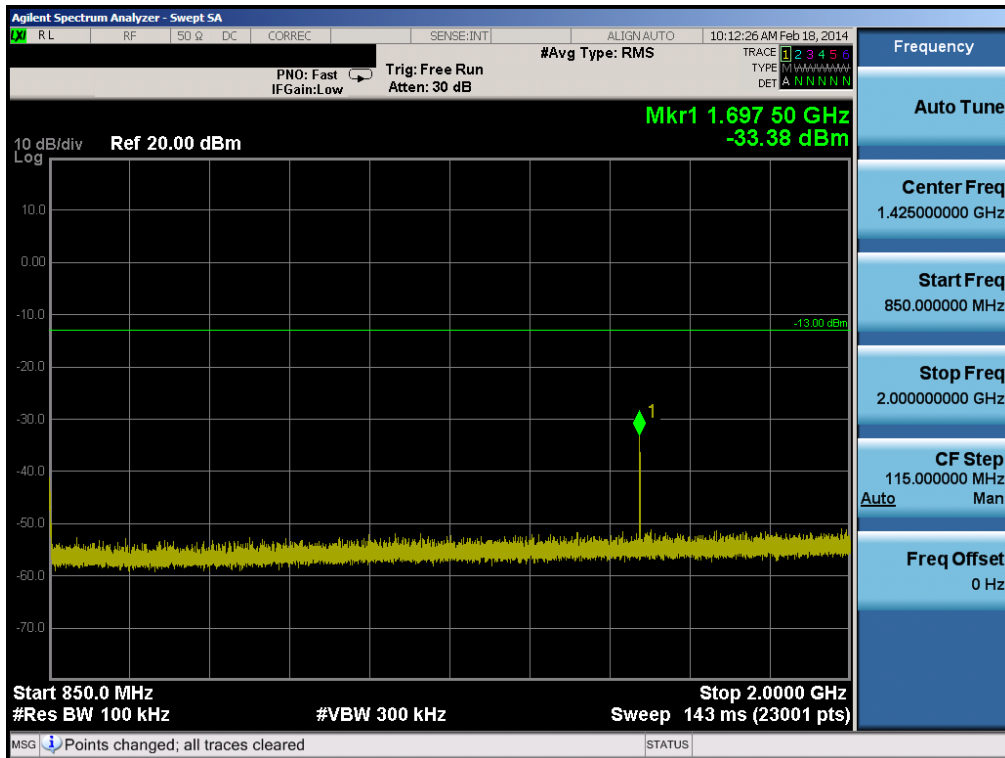 Agilent Spectrum Analyzer - Swept SA
LXI RL RF 50 Ω DC CORREC SENSE:INT ALIGN AUTO 10:12:26 AM Feb 18, 2014
#Avg Type: RMS TRACE 1 2 3 4 5 6
PNO: Fast Trig: Free Run TYPE M
IFGain:Low Atten: 30 dB DET A N N N N N
Mkr1 1.697 50 GHz
-33.38 dBm
10 dB/div Ref 20.00 dBm
Log
10.0
0.00
-10.0
-13.00 dBm
-20.0
-30.0
1
-40.0
-50.0
-60.0
-70.0
Start 850.0 MHz Stop 2.0000 GHz
#Res BW 100 kHz #VBW 300 kHz Sweep 143 ms (23001 pts)
MSG Points changed; all traces cleared STATUS
Frequency
Auto Tune
Center Freq
1.425000000 GHz
Start Freq
850.000000 MHz
Stop Freq
2.000000000 GHz
CF Step
115.000000 MHz
Auto Man
Freq Offset
0 Hz